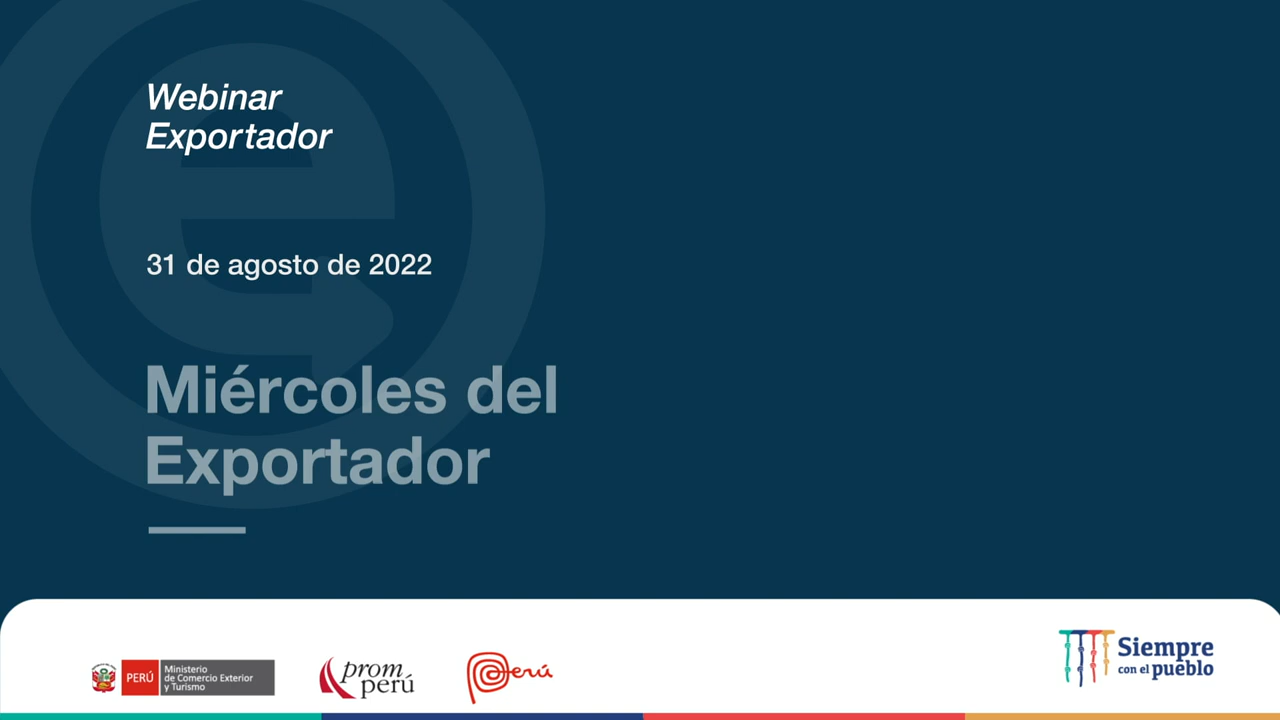 Webinar
Exportador
31 de agosto de 2022
Miércoles del
Exportador
PERÚ
Ministerio
de Comercio Exterior
y Turismo
prom
perú
Perú
Siempre
con el pueblo